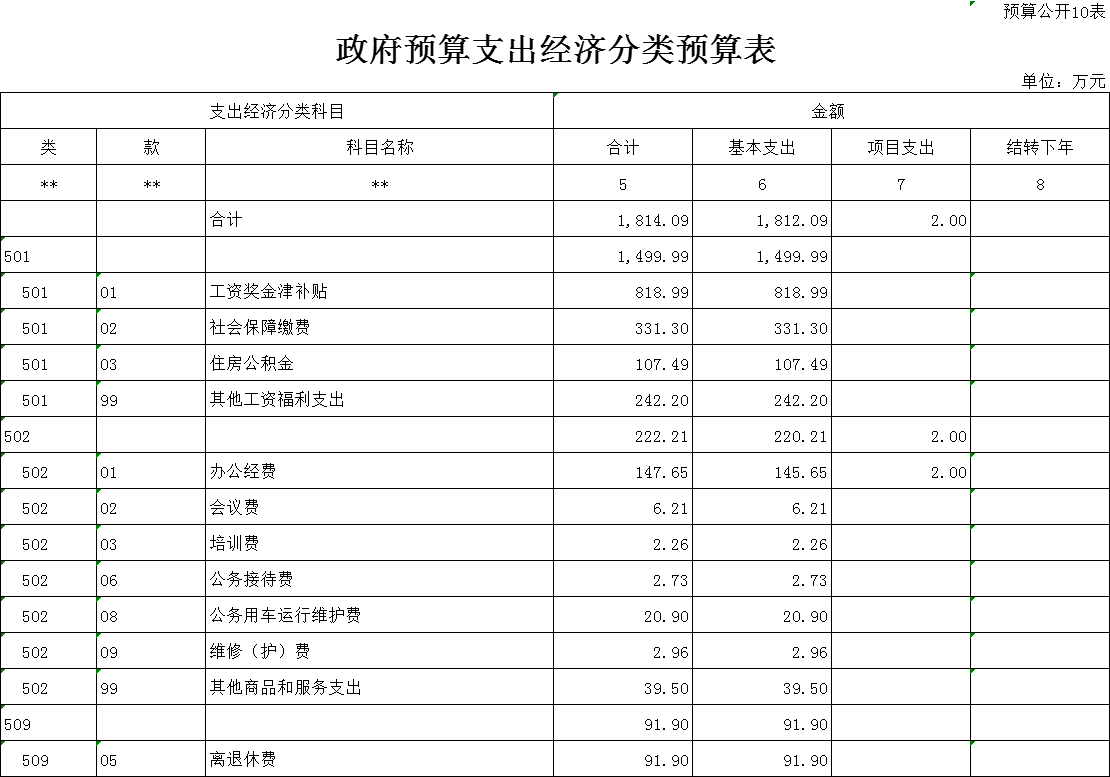 预算公开10表
政府预算支出经济分类预算表
单位：万元
支出经济分类科目 金额
类 款 科目名称 合计 基本支出 项目支出 结转下年
** ** ** 5 6 7 8
合计 1,814.09 1,812.09 2.00
501 1,499.99 1,499.99
501 01 工资奖金津补贴 818.99 818.99
501 02 社会保障缴费 331.30 331.30
501 03 住房公积金 107.49 107.49
501 99 其他工资福利支出 242.20 242.20
502 222.21 220.21 2.00
502 01 办公经费 147.65 145.65 2.00
502 02 会议费 6.21 6.21
502 03 培训费 2.26 2.26
502 06 公务接待费 2.73 2.73
502 08 公务用车运行维护费 20.90 20.90
502 09 维修（护）费 2.96 2.96
502 99 其他商品和服务支出 39.50 39.50
509 91.90 91.90
509 05 离退休费 91.90 91.90